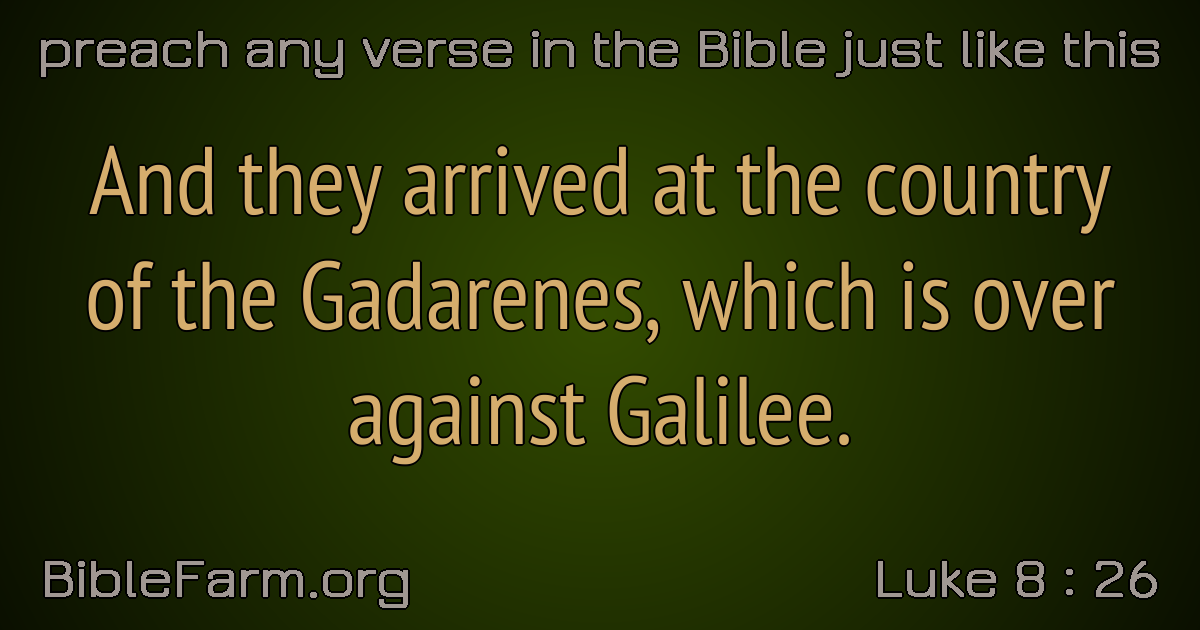 preach any verse in the Bible just like this
And they arrived at the country
of the Gadarenes, which is over
against Galilee.
BibleFarm.org
Luke 8 : 26